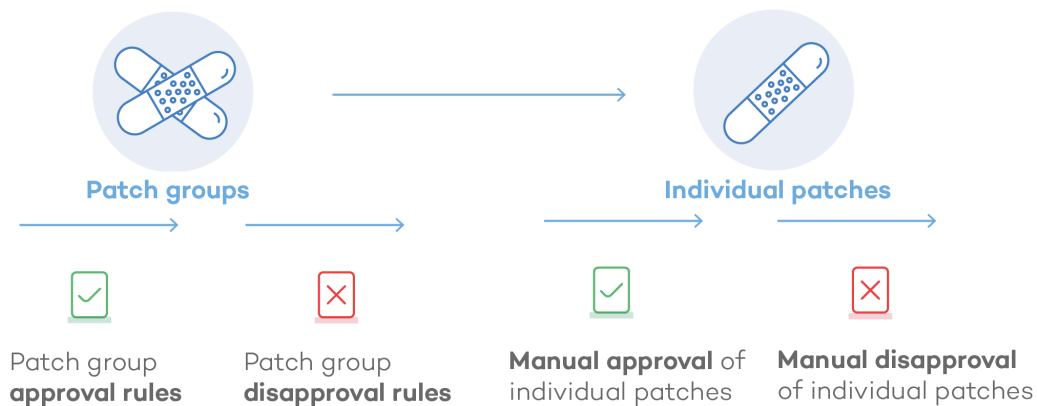 Patch groups
Individual patches
Patch group
approval rules
Patch group
disapproval rules
Manual approval of
individual patches
Manual disapproval
of individual patches